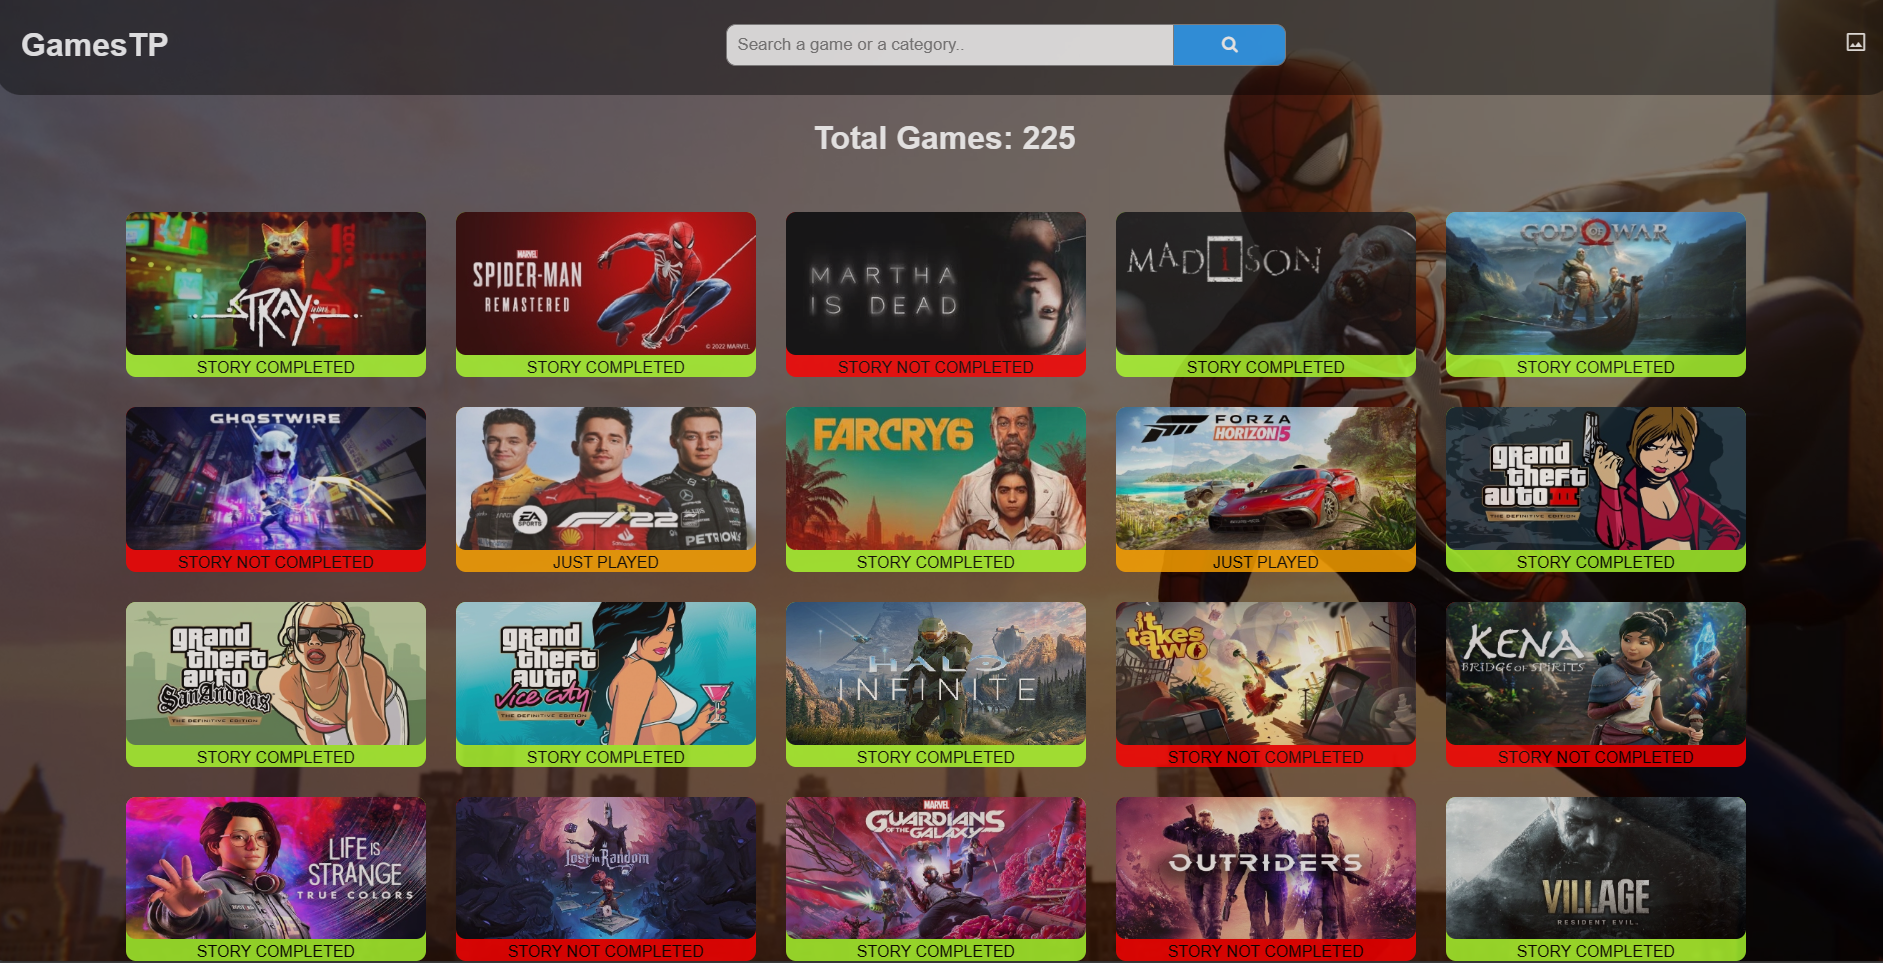 GamesTP
Search a game or a category..
Total Games: 225
STRAY
MARVEL
SPIDER-MAN
REMASTERED
© 2022 MARVEL
MARTHA
IS DEAD
MADISON
GOD OF WAR
STORY COMPLETED
STORY COMPLETED
STORY NOT COMPLETED
STORY COMPLETED
STORY COMPLETED
GHOSTWIRE
EA
SPORTS
F1 22
PETRONAS
FARCRY6
FORZA
HORIZON 5
grand
theft
auto III
THE DEFINITIVE EDITION
STORY NOT COMPLETED
JUST PLAYED
STORY COMPLETED
JUST PLAYED
STORY COMPLETED
grand
theft
auto
San Andreas
THE DEFINITIVE EDITION
grand
theft
auto
vice city
THE DEFINITIVE EDITION
HALO
INFINITE
it
takes
two
KENA
BRIDGE OF SPIRITS
STORY COMPLETED
STORY COMPLETED
STORY COMPLETED
STORY NOT COMPLETED
STORY NOT COMPLETED
LIFE IS
STRANGE
TRUE COLORS
Lost in Random
MARVEL
GUARDIANS
OF THE GALAXY
OUTRIDERS
VILLAGE
RESIDENT EVIL.
STORY COMPLETED
STORY NOT COMPLETED
STORY COMPLETED
STORY NOT COMPLETED
STORY COMPLETED